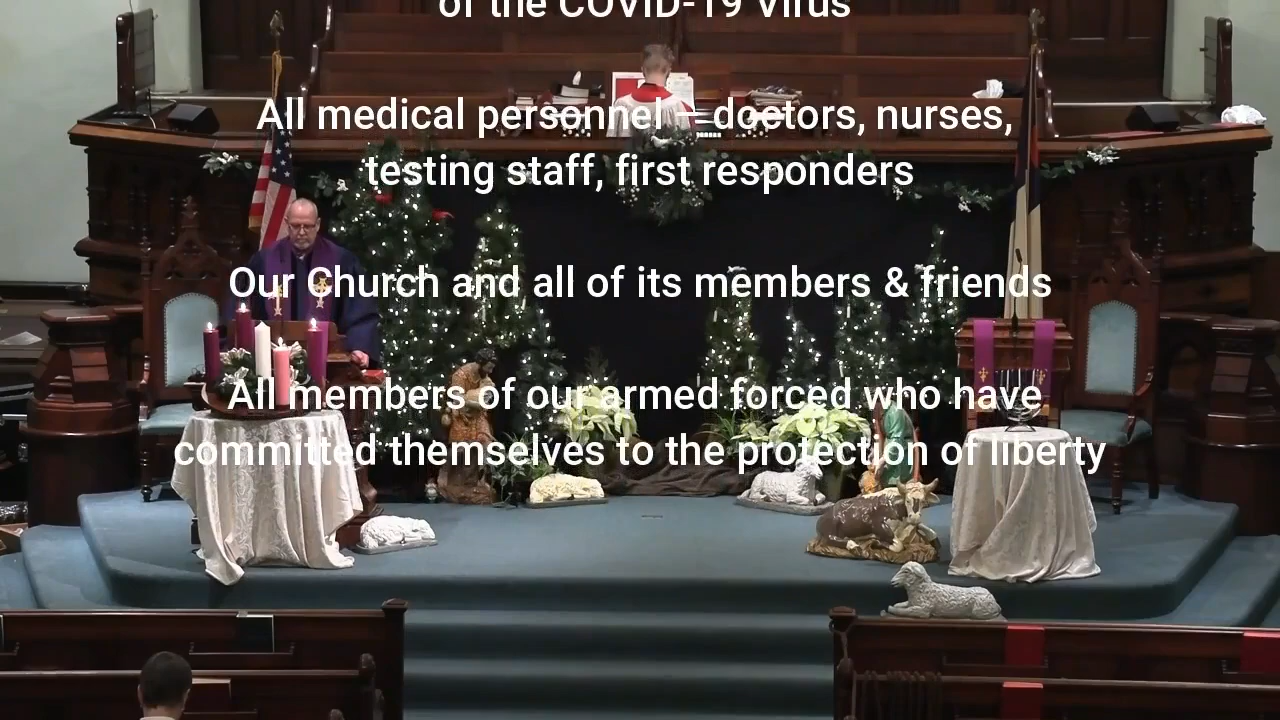 of the COVID-19 Virus
All medical personnel – doctors, nurses,
testing staff, first responders
Our Church and all of its members & friends
All members of our armed forced who have
committed themselves to the protection of liberty